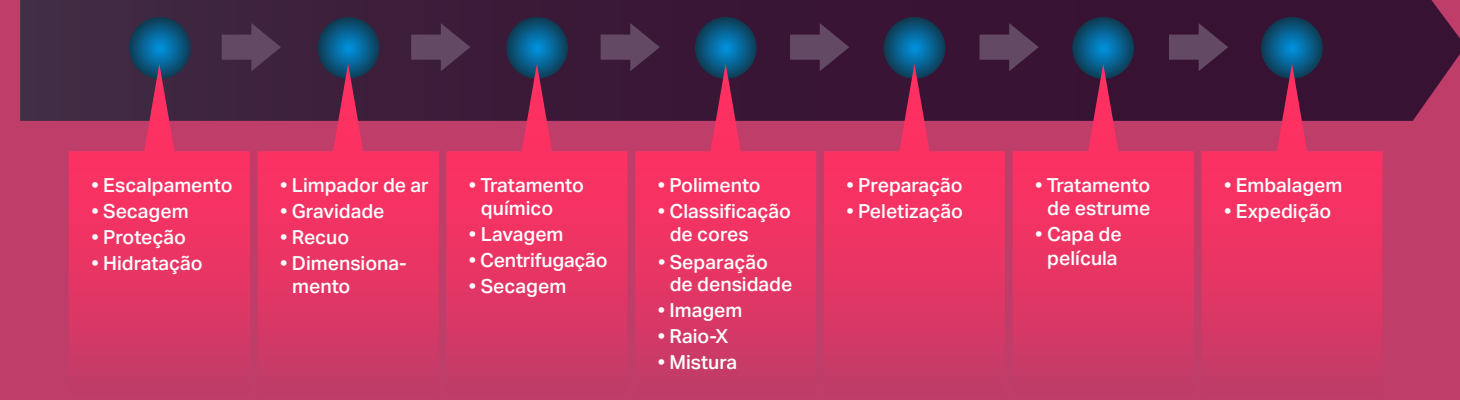 • Escalpamento
• Secagem
• Proteção
• Hidratação
• Limpador de ar
• Gravidade
• Recuo
• Dimensiona-
mento
• Tratamento
químico
• Lavagem
• Centrifugação
• Secagem
• Polimento
• Classificação
de cores
• Separação
de densidade
• Imagem
• Raio-X
• Mistura
• Preparação
• Peletização
• Tratamento
de estrume
• Capa de
película
• Embalagem
• Expedição